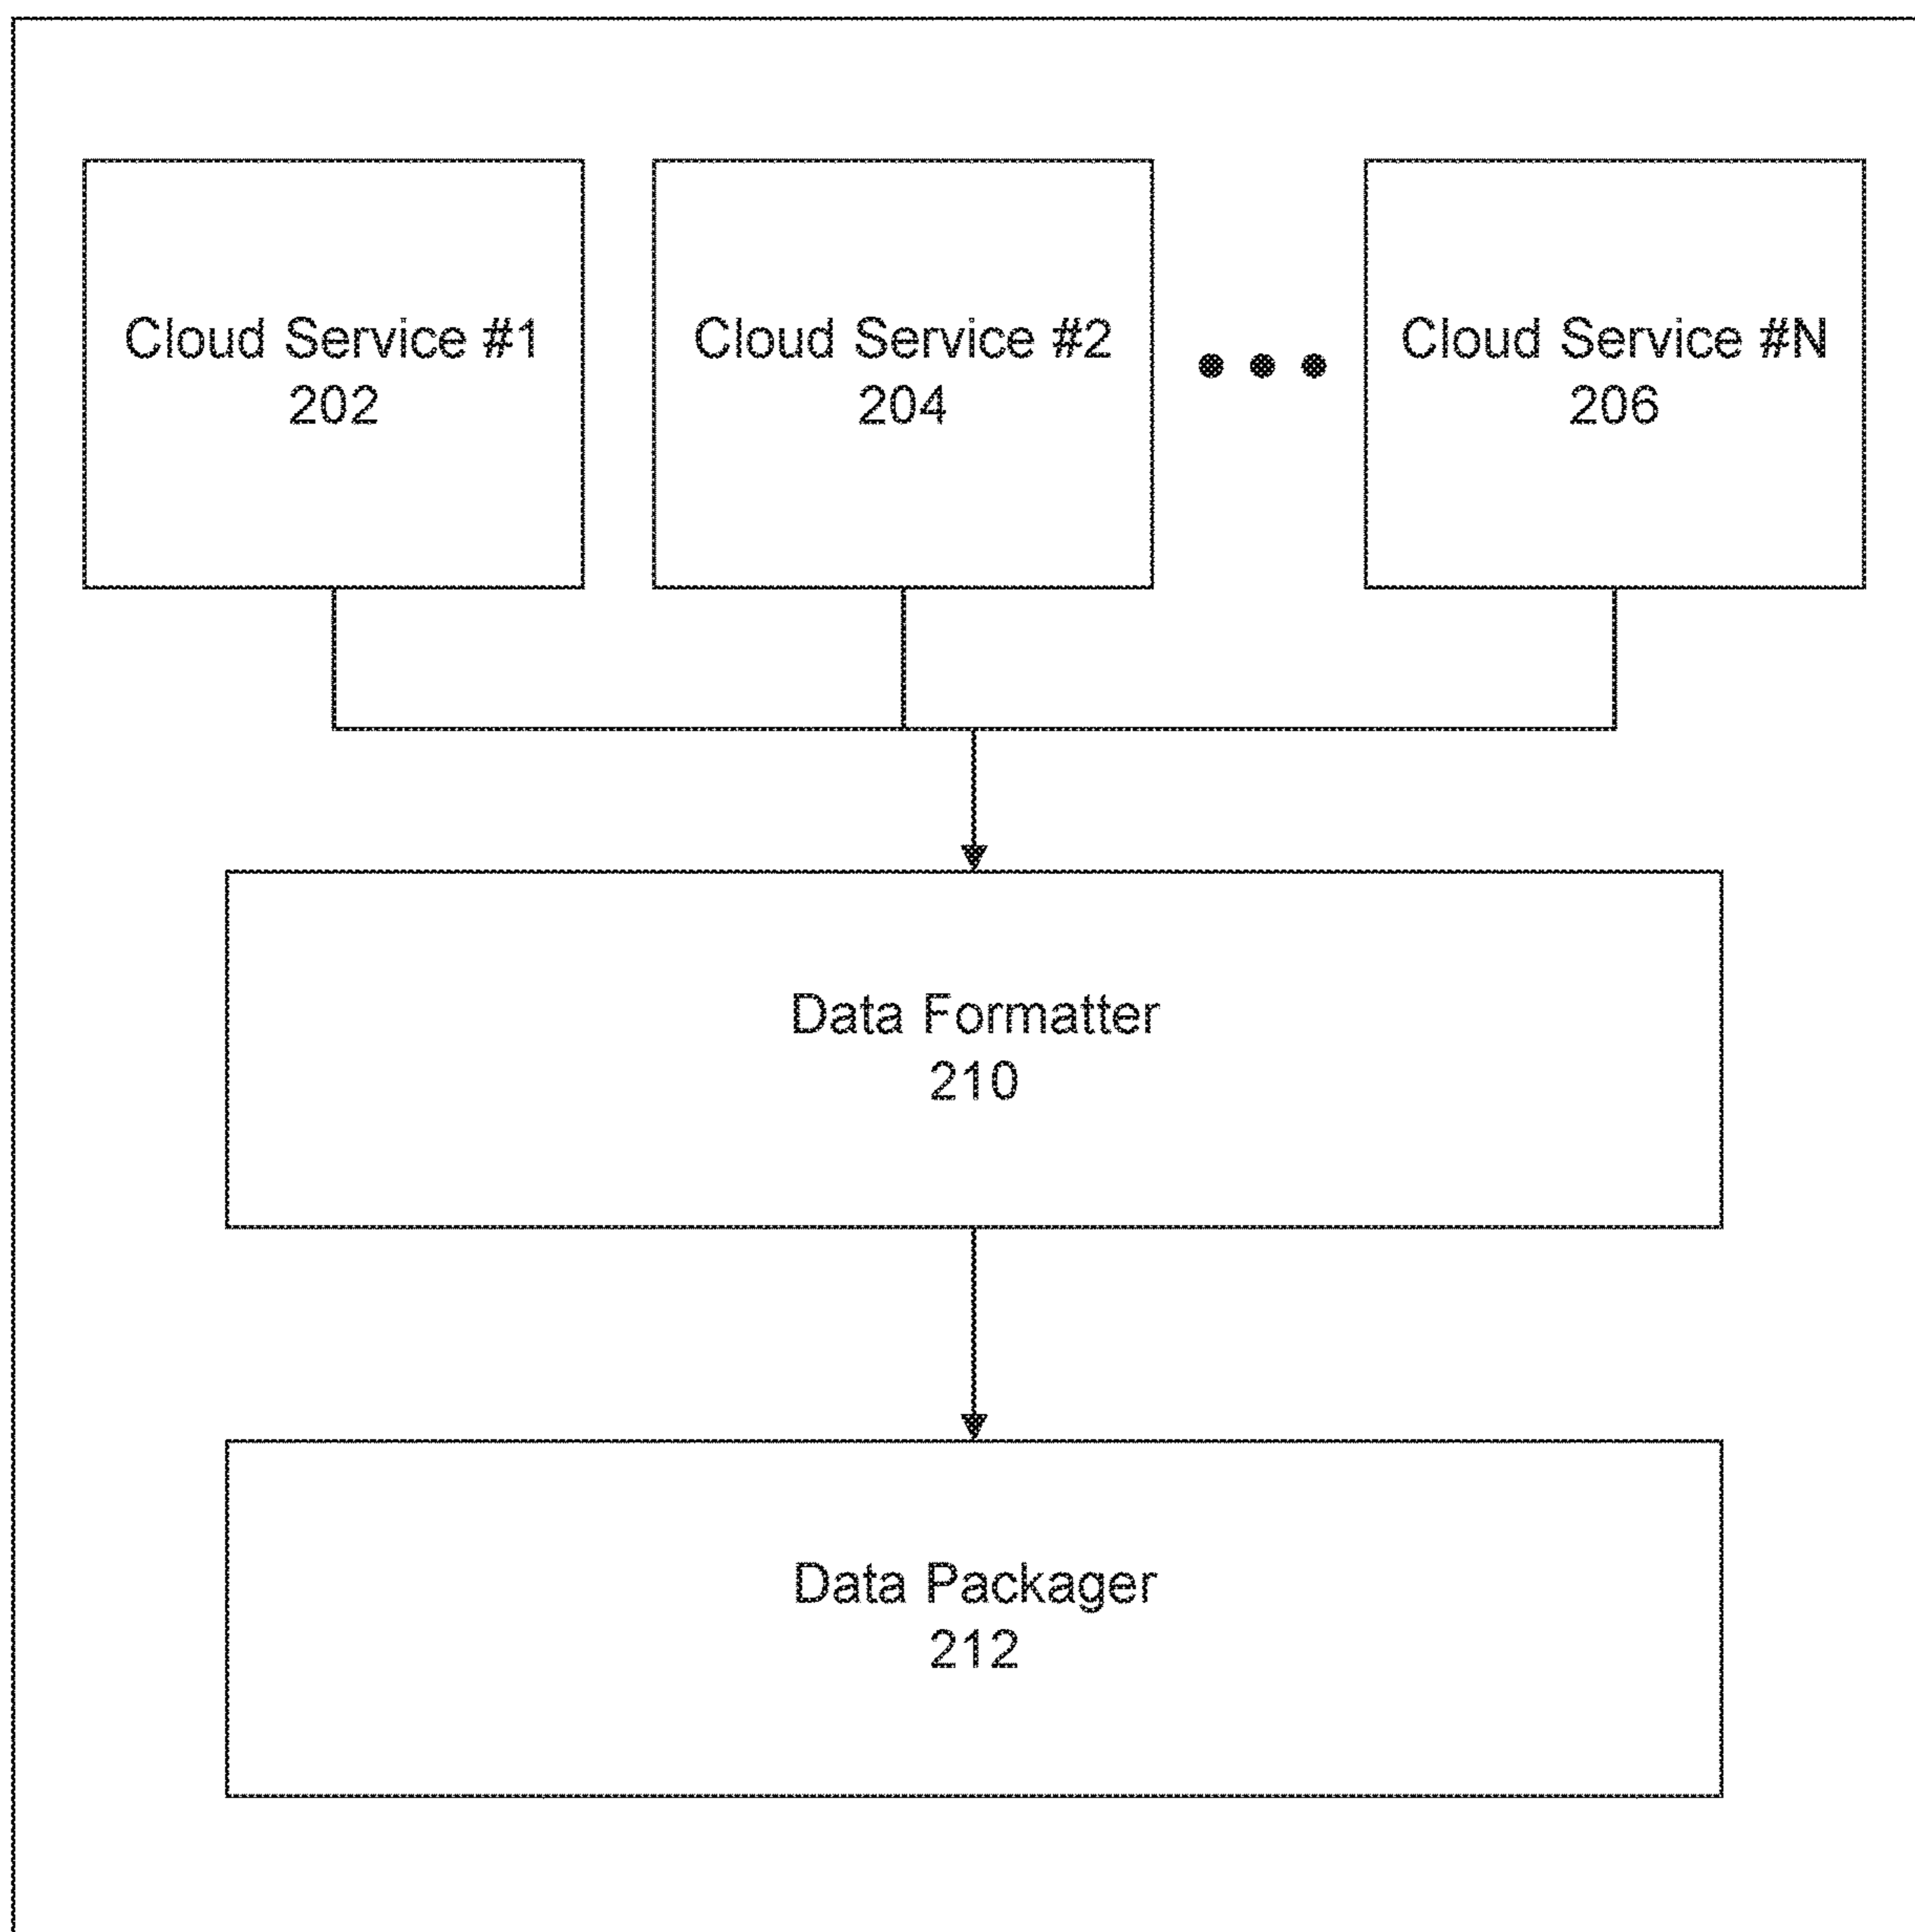 Cloud Service #1
202
Cloud Service #2
204
Cloud Service #N
206
Data Formatter
210
Data Packager
212